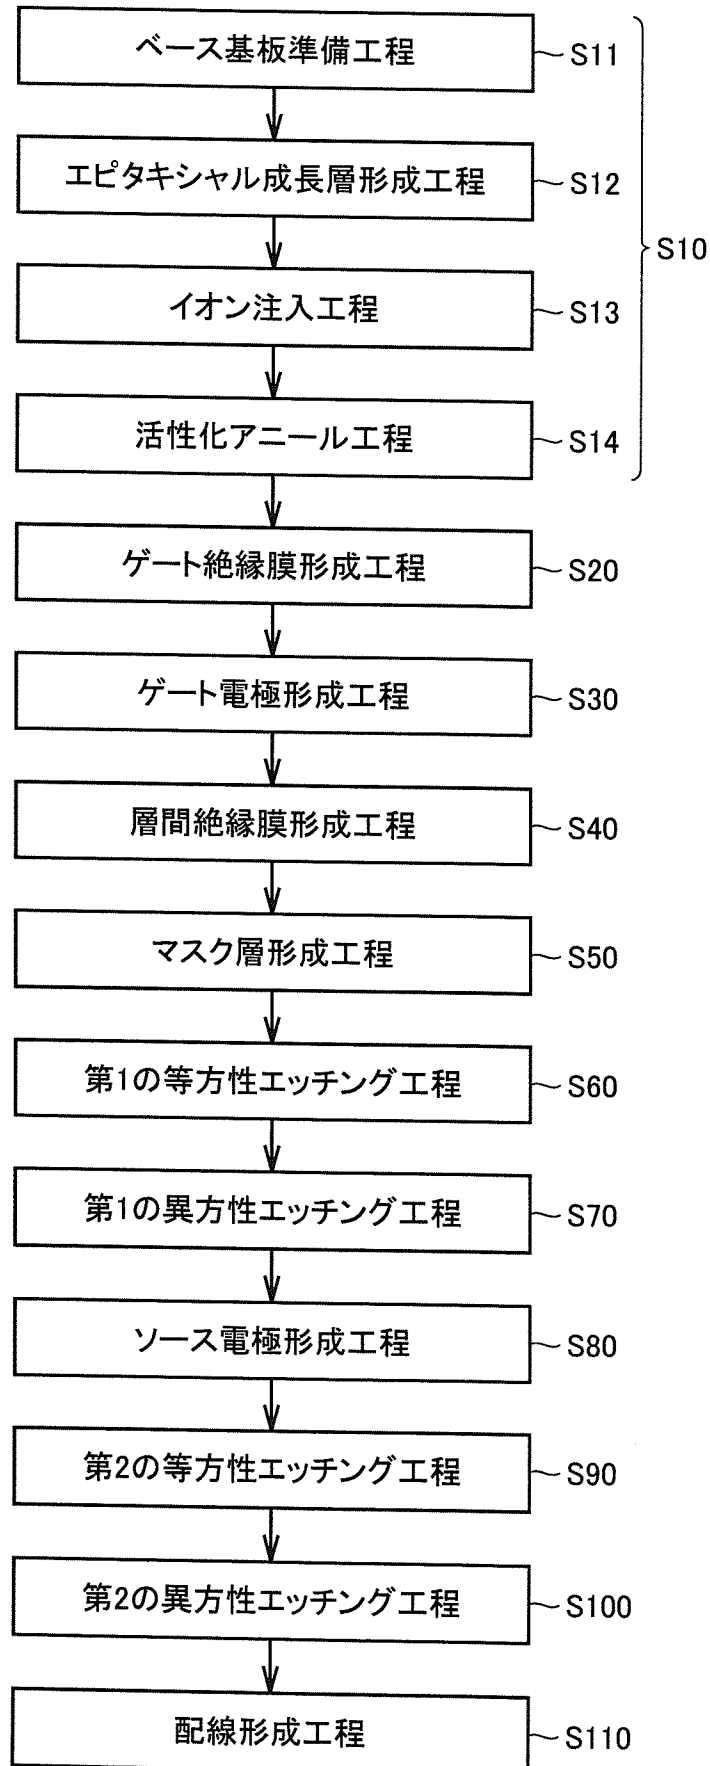 ベース基板準備工程 S11
エピタキシャル成長層形成工程 S12
S10
イオン注入工程 S13
活性化アニール工程 S14
ゲート絶縁膜形成工程 S20
ゲート電極形成工程 S30
層間絶縁膜形成工程 S40
マスク層形成工程 S50
第1の等方性エッチング工程 S60
第1の異方性エッチング工程 S70
ソース電極形成工程 S80
第2の等方性エッチング工程 S90
第2の異方性エッチング工程 S100
配線形成工程 S110